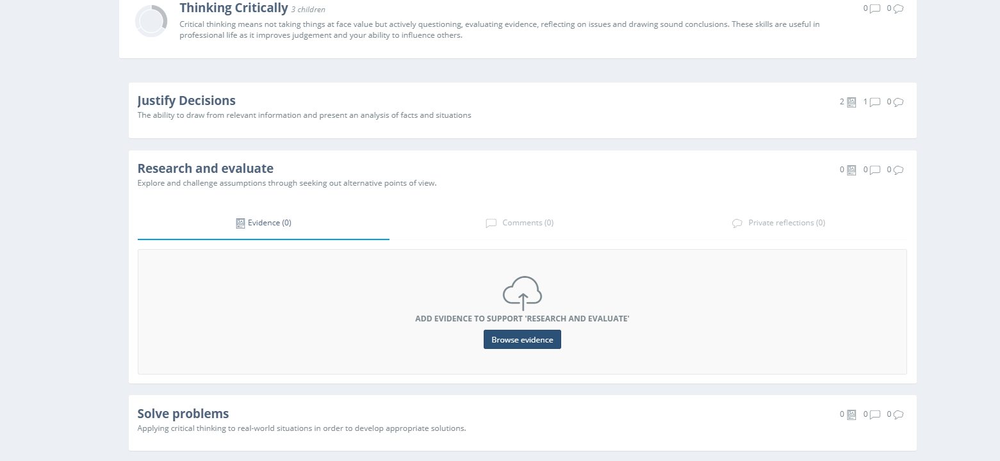 Thinking Critically 3 children 0 0
Critical thinking means not taking things at face value but actively questioning, evaluating evidence, reflecting on issues and drawing sound conclusions. These skills are useful in
professional life as it improves judgement and your ability to influence others.
Justify Decisions 2 1 0
The ability to draw from relevant information and present an analysis of facts and situations
Research and evaluate 0 0 0
Explore and challenge assumptions through seeking out alternative points of view.
Evidence (0) Comments (0) Private reflections (0)
ADD EVIDENCE TO SUPPORT 'RESEARCH AND EVALUATE'
Browse evidence
Solve problems 0 0 0
Applying critical thinking to real-world situations in order to develop appropriate solutions.